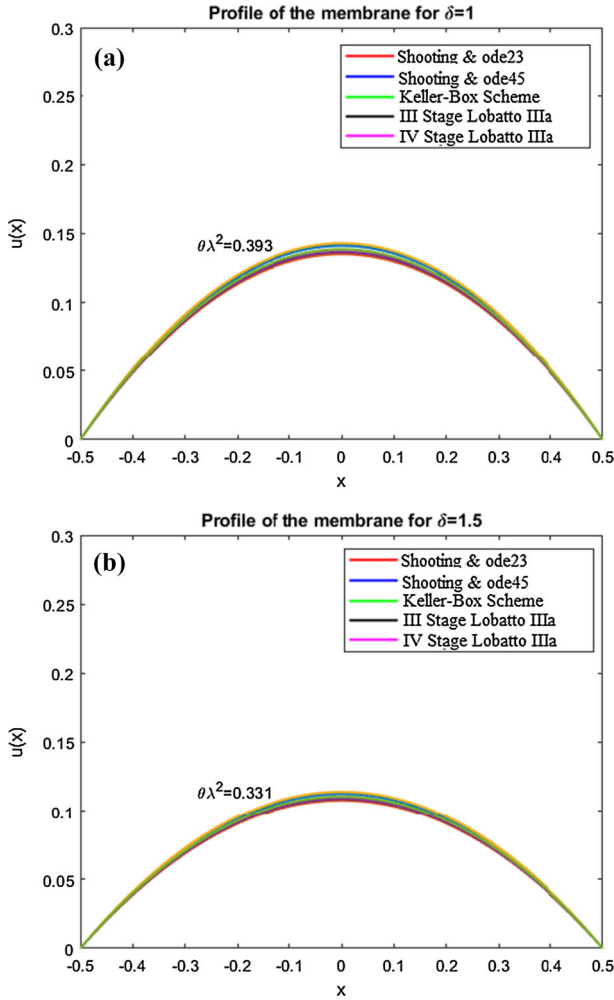 Profile of the membrane for δ=1
(a)
Shooting & ode23
Shooting & ode45
Keller-Box Scheme
III Stage Lobatto IIIa
IV Stage Lobatto IIIa
0.3
0.25
0.2
0.15
0.1
0.05
0
u(x)
θλ²=0.393
-0.5 -0.4 -0.3 -0.2 -0.1 0 0.1 0.2 0.3 0.4 0.5
x
Profile of the membrane for δ=1.5
(b)
Shooting & ode23
Shooting & ode45
Keller-Box Scheme
III Stage Lobatto IIIa
IV Stage Lobatto IIIa
0.3
0.25
0.2
0.15
0.1
0.05
0
u(x)
θλ²=0.331
-0.5 -0.4 -0.3 -0.2 -0.1 0 0.1 0.2 0.3 0.4 0.5
x